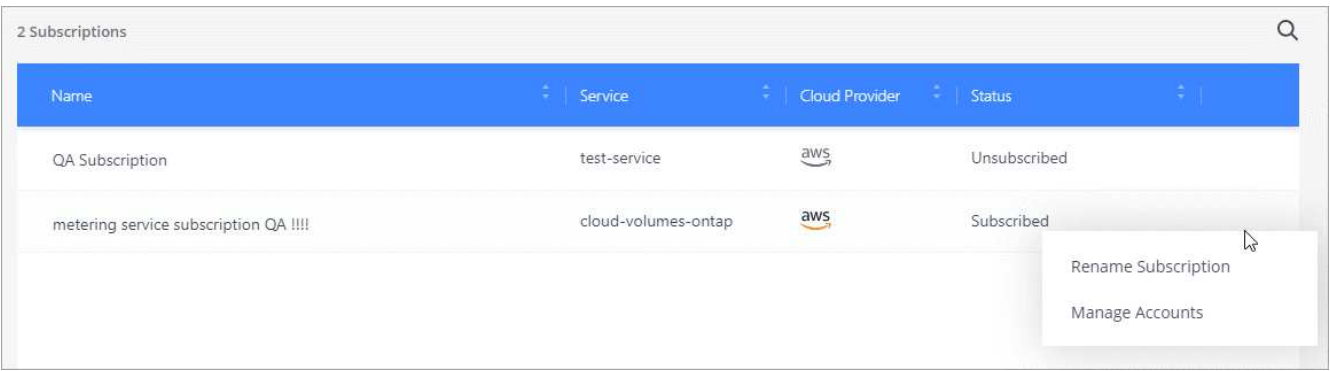 2 Subscriptions
Name Service Cloud Provider Status
QA Subscription test-service aws Unsubscribed
metering service subscription QA !!!! cloud-volumes-ontap aws Subscribed
Rename Subscription
Manage Accounts